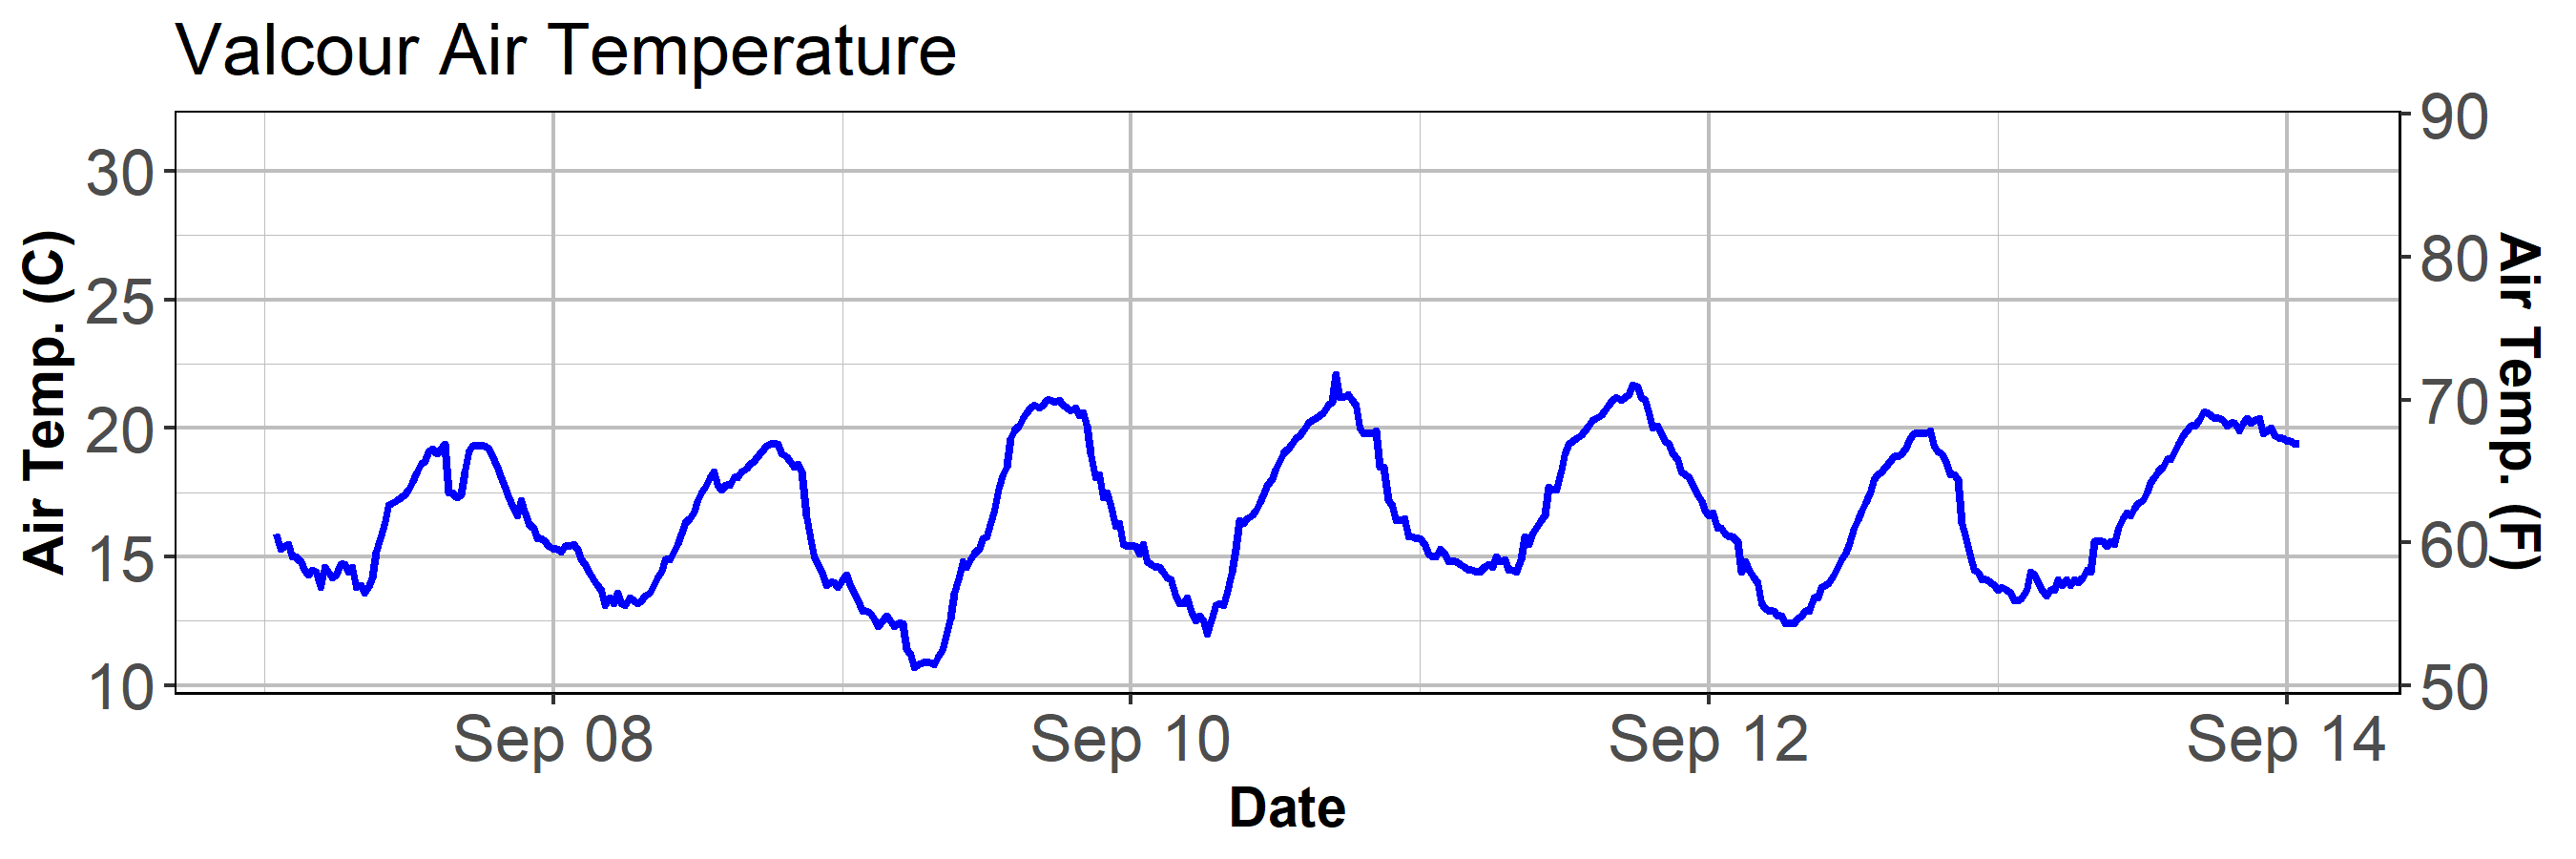 Valcour Air Temperature
Air Temp. (C)
30
25
20
15
10
90
80
70
60
50
Air Temp. (F)
Sep 08
Sep 10
Sep 12
Sep 14
Date